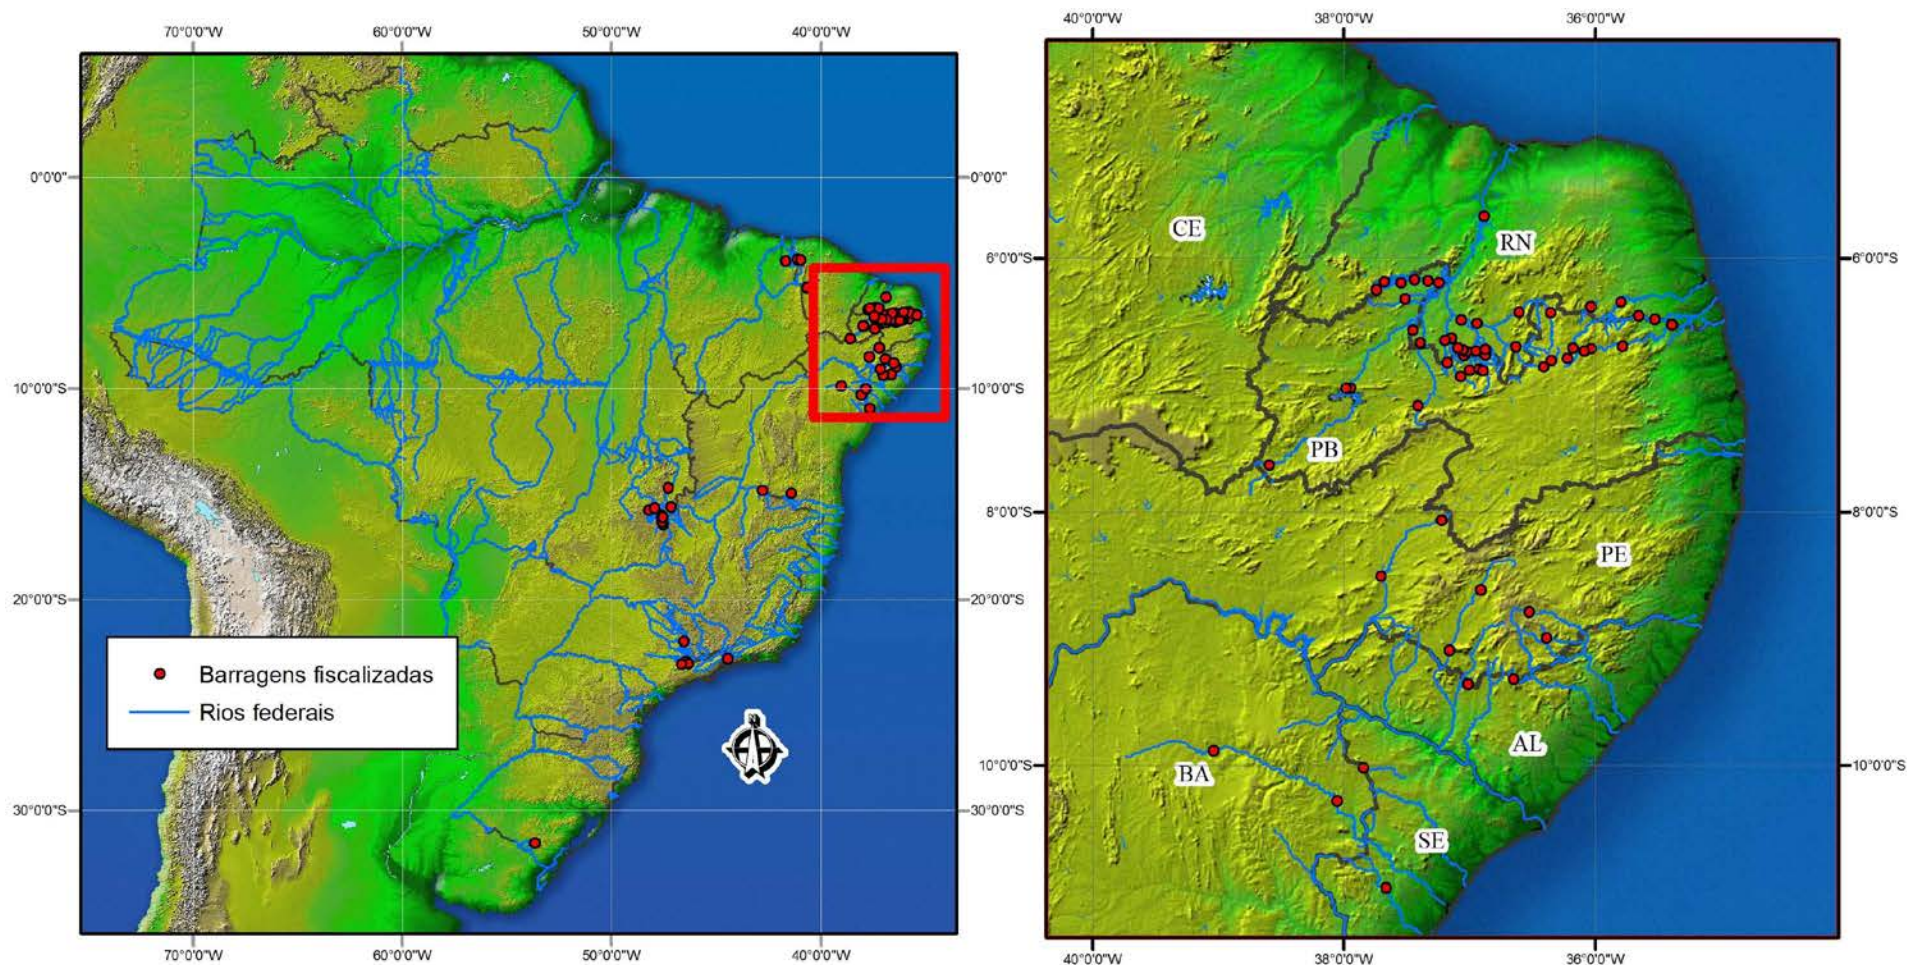 70°0'0"W 60°0'0"W 50°0'0"W 40°0'0"W
0°0'0" 0°0'0"
10°0'0"S 10°0'0"S
20°0'0"S 20°0'0"S
30°0'0"S 30°0'0"S
Barragens fiscalizadas
Rios federais
N
70°0'0"W 60°0'0"W 50°0'0"W 40°0'0"W
40°0'0"W 38°0'0"W 36°0'0"W
CE
RN
6°0'0"S 6°0'0"S
PB
8°0'0"S 8°0'0"S
PE
AL
BA
10°0'0"S 10°0'0"S
SE
40°0'0"W 38°0'0"W 36°0'0"W